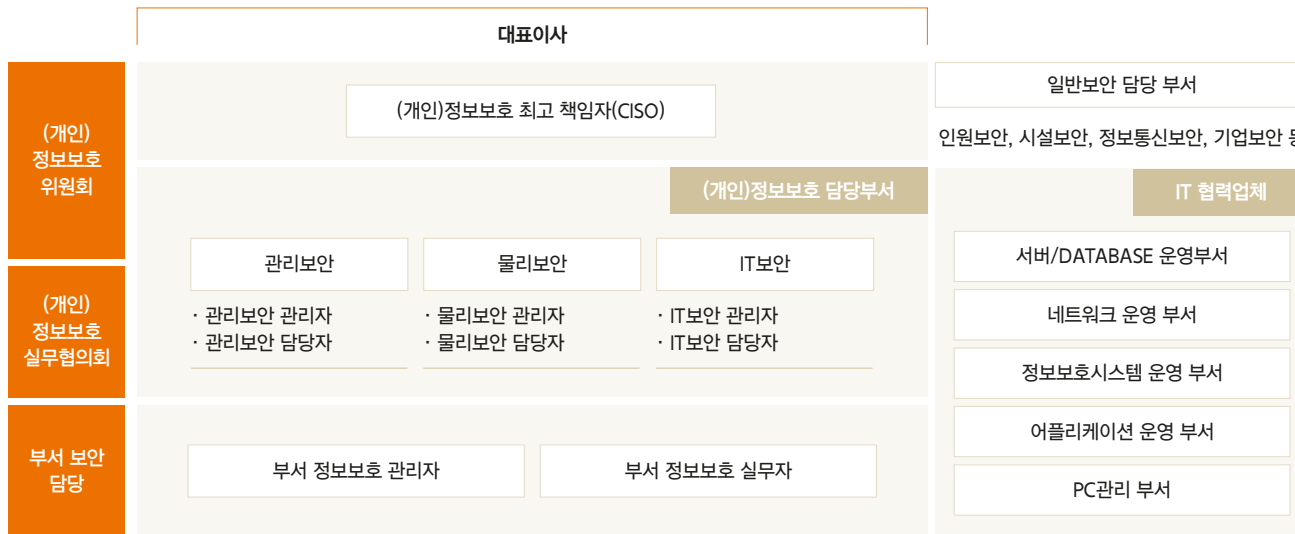 대표이사
(개인)
정보보호
위원회
(개인)정보보호 최고 책임자(CISO)
일반보안 담당 부서
인원보안, 시설보안, 정보통신보안, 기업보안
(개인)정보보호 담당부서
IT 협력업체
관리보안
물리보안
IT보안
· 관리보안 관리자
· 관리보안 담당자
· 물리보안 관리자
· 물리보안 담당자
· IT보안 관리자
· IT보안 담당자
서버/DATABASE 운영부서
네트워크 운영 부서
정보보호시스템 운영 부서
어플리케이션 운영 부서
PC관리 부서
(개인)
정보보호
실무협의회
부서 보안
담당
부서 정보보호 관리자
부서 정보보호 실무자